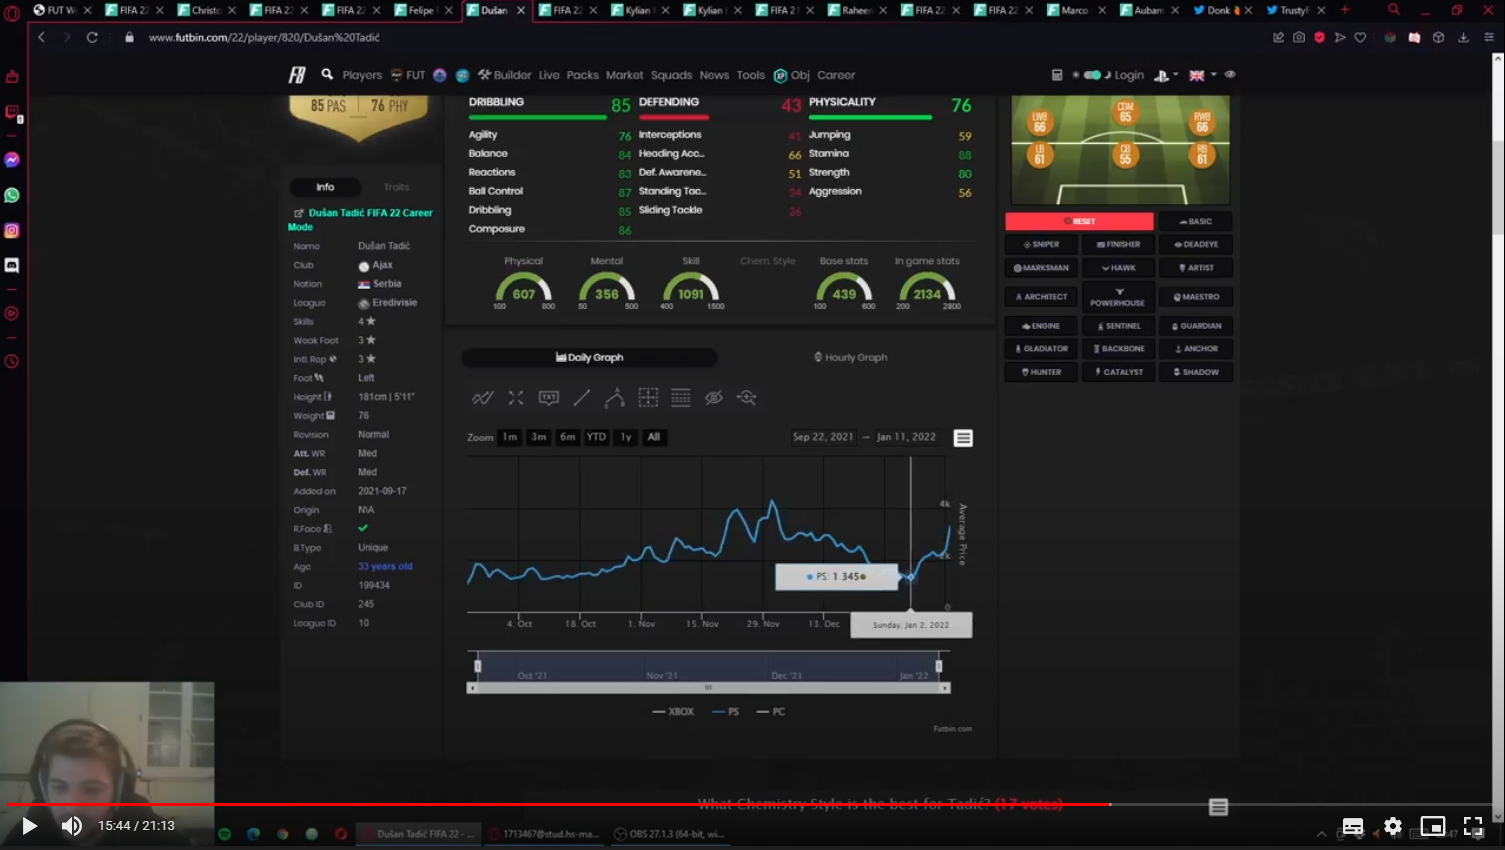 FUT W
FIFA 22
Christo
FIFA 22
FIFA 22
Felipe
Dušan
FIFA 22
Kylian
Kylian
FIFA 21
Raheem
FIFA 22
FIFA 22
Marco
Aubam
Donk
TrustyF
www.futbin.com/22/player/820/Dušan%20Tadić
Players
FUT
Builder
Live
Packs
Market
Squads
News
Tools
XP
Obj
Career
Login
85 PAS
76 PHY
DRIBBLING 85
DEFENDING 43
PHYSICALITY 76
Agility 76
Interceptions 41
Jumping 59
Balance 84
Heading Acc... 66
Stamina 88
Reactions 83
Def. Awarene... 51
Strength 80
Ball Control 87
Standing Tac... 34
Aggression 56
Dribbling 85
Sliding Tackle 26
Composure 86
LWB 66
CDM 65
RWB 66
LB 61
CB 55
RB 61
Info
Traits
Dušan Tadić FIFA 22 Career
Mode
Name Dušan Tadić
Club Ajax
Nation Serbia
League Eredivisie
Skills 4★
Weak Foot 3★
Intl. Rep 3★
Foot Left
Height 181cm | 5'11"
Weight 76
Revision Normal
Att. WR Med
Def. WR Med
Added on 2021-09-17
Origin N\A
R.Face ✔
B.Type Unique
Age 33 years old
ID 199434
Club ID 245
League ID 10
Physical
607
100 800
Mental
356
50 500
Skill
1091
400 1500
Chem. Style
Base stats
439
100 600
In game stats
2134
200 2800
RESET
BASIC
SNIPER
FINISHER
DEADEYE
MARKSMAN
HAWK
ARTIST
ARCHITECT
POWERHOUSE
MAESTRO
ENGINE
SENTINEL
GUARDIAN
GLADIATOR
BACKBONE
ANCHOR
HUNTER
CATALYST
SHADOW
Daily Graph
Hourly Graph
TXT
Zoom 1m 3m 6m YTD 1y All
Sep 22, 2021 → Jan 11, 2022
4k
2k
0
Average Price
PS: 1 345
4. Oct
18. Oct
1. Nov
15. Nov
29. Nov
13. Dec
Sunday, Jan 2, 2022
Oct '21
Nov '21
Dec '21
Jan '22
XBOX
PS
PC
Futbin.com
What Chemistry Style is the best for Tadić? (17 votes)
15:44 / 21:13
Dušan Tadić FIFA 22 - ...
1713467@stud.hs-ma...
OBS 27.1.3 (64-bit, wi...